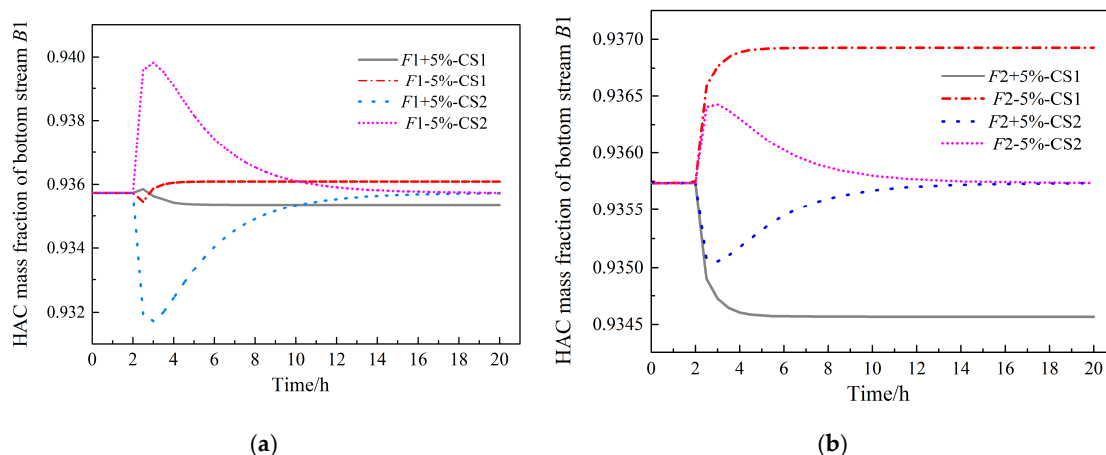 HAC mass fraction of bottom stream B1
0.940
0.938
0.936
0.934
0.932
F1+5%-CS1
F1-5%-CS1
F1+5%-CS2
F1-5%-CS2
0 2 4 6 8 10 12 14 16 18 20
Time/h
(a)
HAC mass fraction of bottom stream B1
0.9370
0.9365
0.9360
0.9355
0.9350
0.9345
F2+5%-CS1
F2-5%-CS1
F2+5%-CS2
F2-5%-CS2
0 2 4 6 8 10 12 14 16 18 20
Time/h
(b)